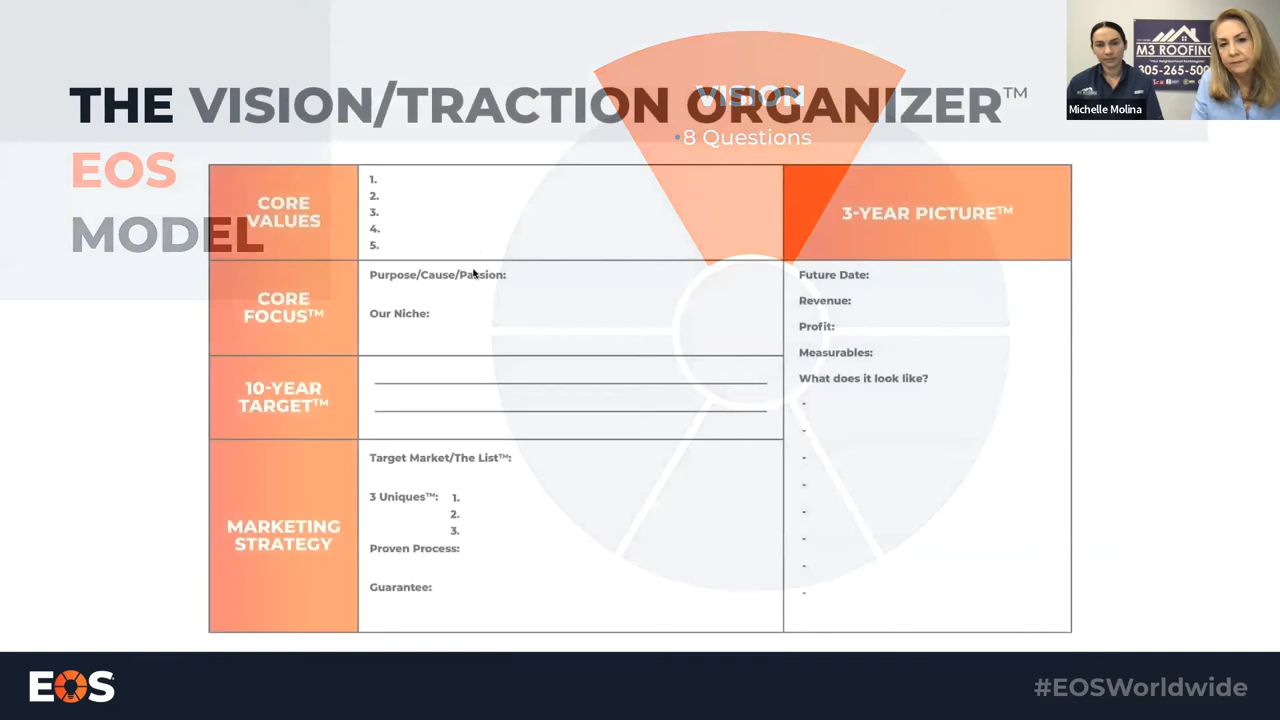 THE VISION/TRACTION ORGANIZER™
VISION
•8 Questions
EOS
MODEL
M3 ROOFING
305-265-500
Michelle Molina
CORE
VALUES
1.
2.
3.
4.
5.
3-YEAR PICTURE™
CORE
FOCUS™
Purpose/Cause/Passion:
Our Niche:
Future Date:
Revenue:
Profit:
Measurables:
What does it look like?
-
-
-
-
-
-
-
-
10-YEAR
TARGET™
MARKETING
STRATEGY
Target Market/The List™:
3 Uniques™: 1.
2.
3.
Proven Process:
Guarantee:
EOS
#EOSWorldwide